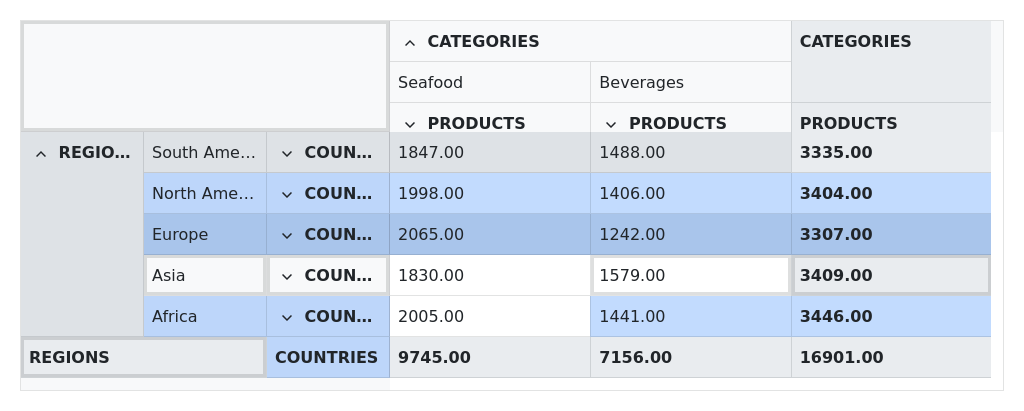 CATEGORIES CATEGORIES
Seafood Beverages
PRODUCTS PRODUCTS PRODUCTS
REGIO... South Ame... COUN... 1847.00 1488.00 3335.00
North Ame... COUN... 1998.00 1406.00 3404.00
Europe COUN... 2065.00 1242.00 3307.00
Asia COUN... 1830.00 1579.00 3409.00
Africa COUN... 2005.00 1441.00 3446.00
REGIONS COUNTRIES 9745.00 7156.00 16901.00